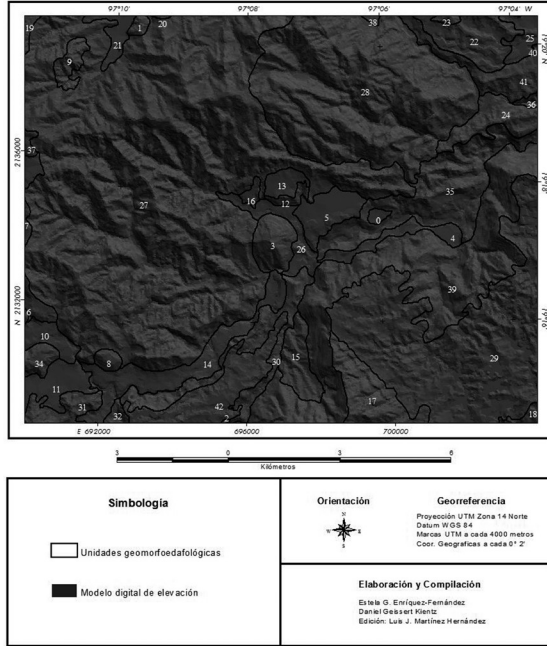 97°10' 97°08' 97°06' 97°04' W
19 1 20 38 23
21 22 25
19°20' N
9 40
28 41
36
24
2136000
37
13 19°18'
35
27 16 12
5 0
7 4
3 26
39
N 2132000
6 19°16'
10
34 8 14 30 15 29
11
31 42 17
32 2 18
E 692000 696000 700000
3 0 3 6
Kilómetros
Simbología
Unidades geomorfoedafológicas
Modelo digital de elevación
Orientación
N
W E
S
Georreferencia
Proyección UTM Zona 14 Norte
Datum WGS 84
Marcas UTM a cada 4000 metros
Coor. Geograficas a cada 0° 2'
Elaboración y Compilación
Estela G. Enríquez-Fernández
Daniel Geissert Kientz
Edición: Luis J. Martínez Hernández